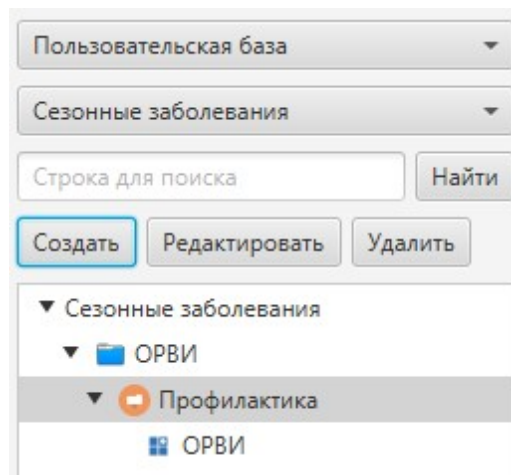 Пользовательская база
Сезонные заболевания
Строка для поиска Найти
Создать Редактировать Удалить
Сезонные заболевания
ОРВИ
Профилактика
ОРВИ